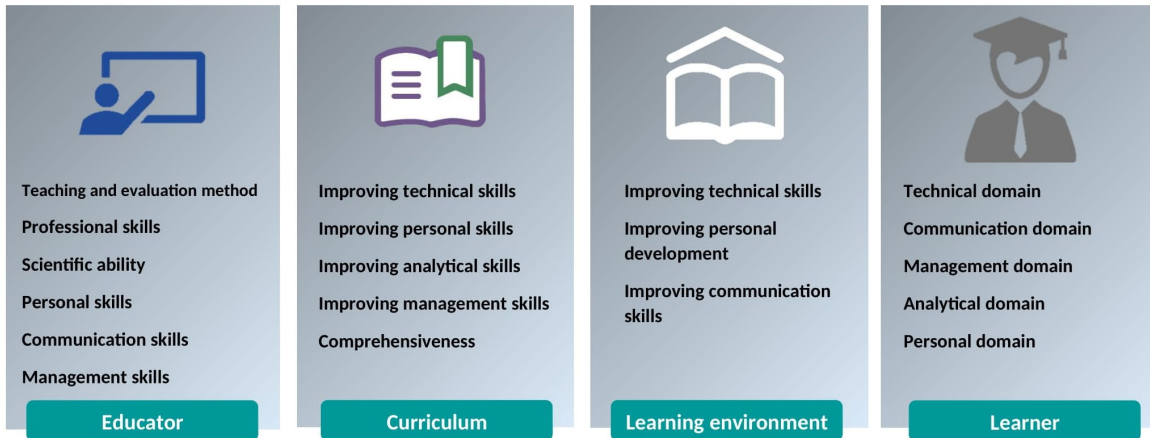 Teaching and evaluation method
Professional skills
Scientific ability
Personal skills
Communication skills
Management skills
Educator
Improving technical skills
Improving personal skills
Improving analytical skills
Improving management skills
Comprehensiveness
Curriculum
Improving technical skills
Improving personal
development
Improving communication
skills
Learning environment
Technical domain
Communication domain
Management domain
Analytical domain
Personal domain
Learner